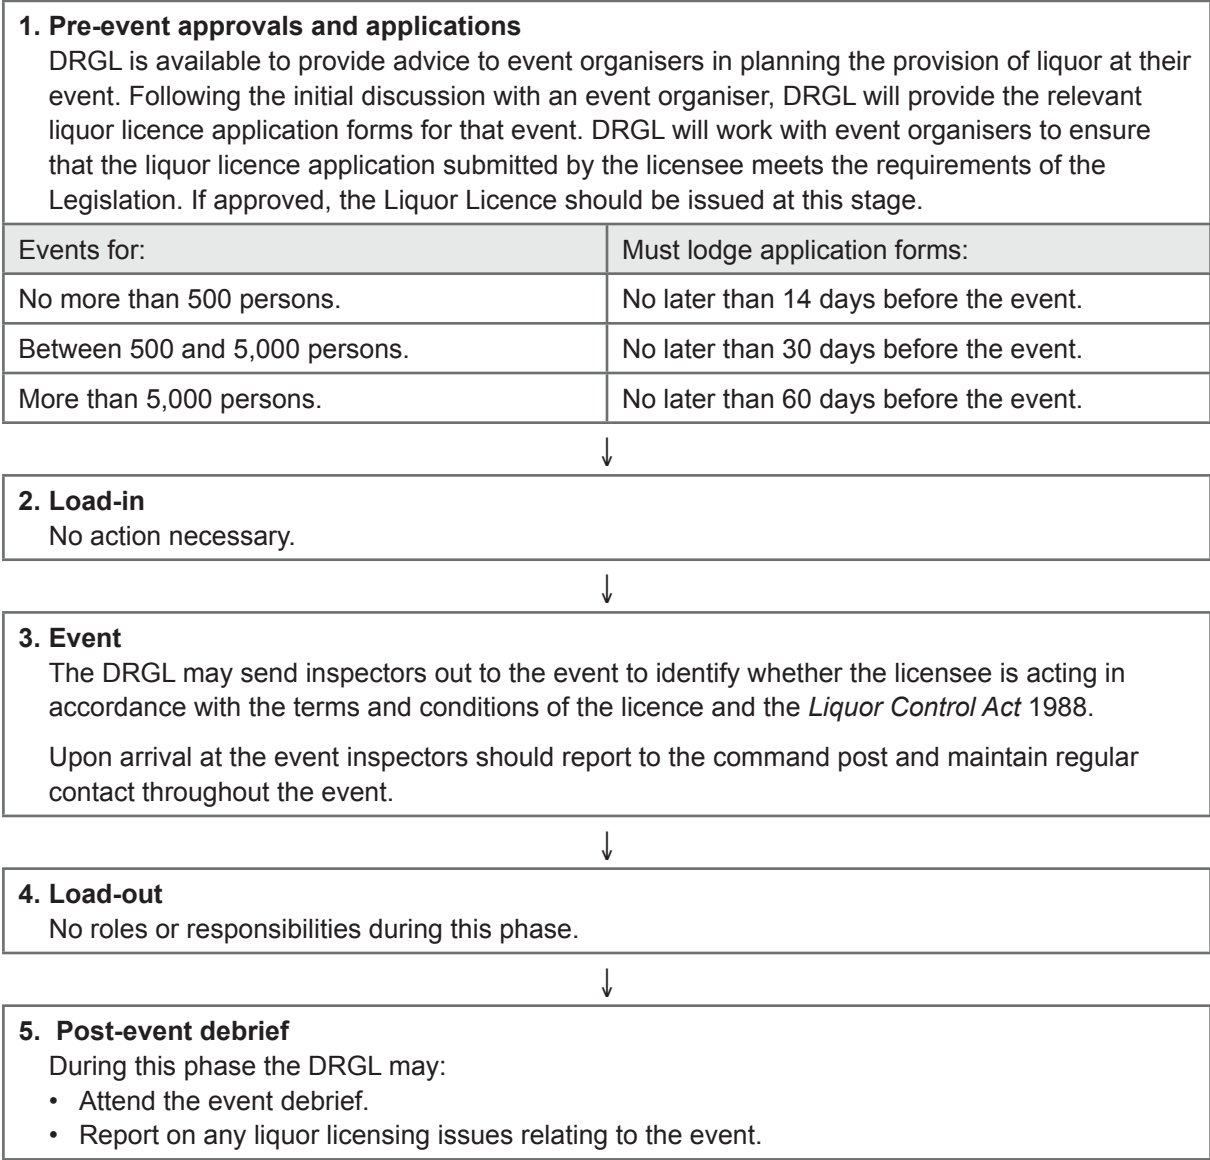 1. Pre-event approvals and applications
DRGL is available to provide advice to event organisers in planning the provision of liquor at their
event. Following the initial discussion with an event organiser, DRGL will provide the relevant
liquor licence application forms for that event. DRGL will work with event organisers to ensure
that the liquor licence application submitted by the licensee meets the requirements of the
Legislation. If approved, the Liquor Licence should be issued at this stage.
Events for: Must lodge application forms:
No more than 500 persons. No later than 14 days before the event.
Between 500 and 5,000 persons. No later than 30 days before the event.
More than 5,000 persons. No later than 60 days before the event.
↓
2. Load-in
No action necessary.
↓
3. Event
The DRGL may send inspectors out to the event to identify whether the licensee is acting in
accordance with the terms and conditions of the licence and the Liquor Control Act 1988.
Upon arrival at the event inspectors should report to the command post and maintain regular
contact throughout the event.
↓
4. Load-out
No roles or responsibilities during this phase.
↓
5. Post-event debrief
During this phase the DRGL may:
• Attend the event debrief.
• Report on any liquor licensing issues relating to the event.